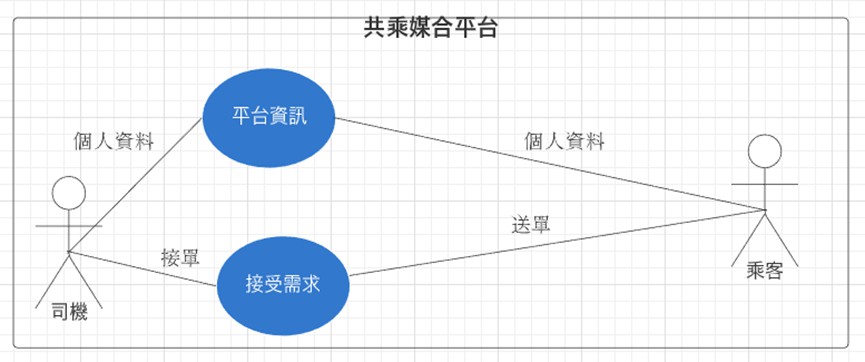 共乘媒合平台
平台資訊
個人資料
個人資料
送單
接單
乘客
接受需求
司機